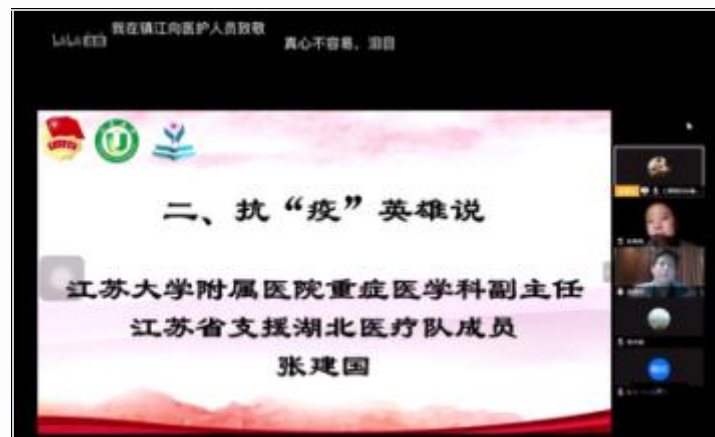 我在镇江向医护人员致敬
真心不容易，泪目
二、抗“疫”英雄说
江苏大学附属医院重症医学科副主任
江苏省支援湖北医疗队成员
张建国